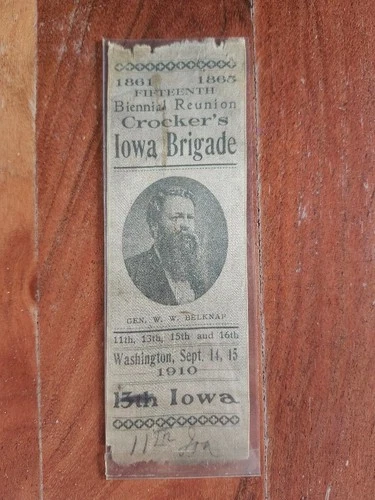 1861 1865
FIFTEENTH
Biennial Reunion
Crocker's
Iowa Brigade
GEN. W. W. BELKNAP
11th, 13th, 15th and 16th
Washington, Sept. 14, 15
1910
13th Iowa
11th Ia